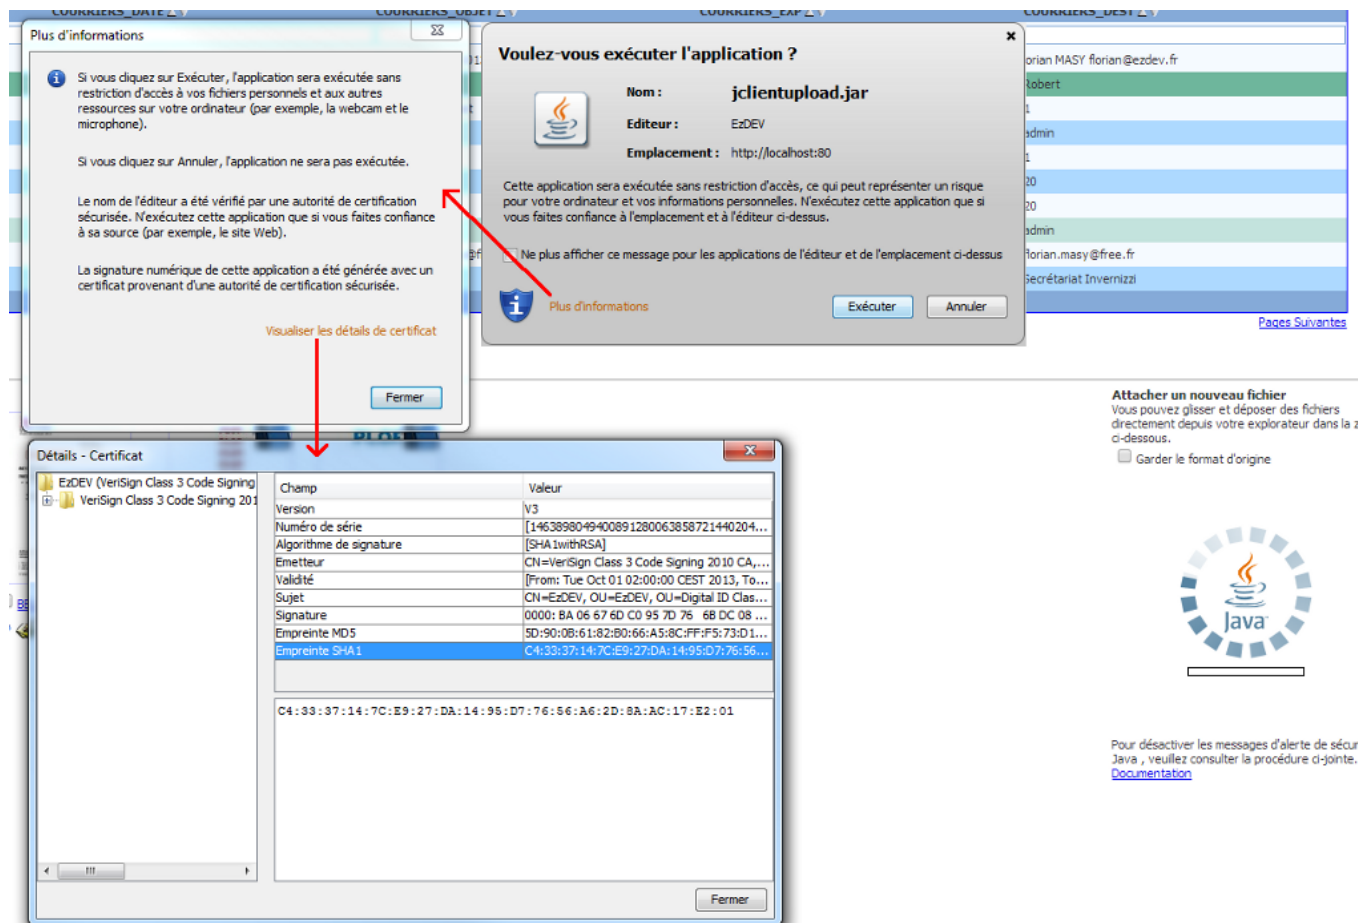 COURRIERS_DATE
COURRIERS_OBJET
COURRIERS_EXP
COURRIERS_DEST
Plus d'informations
Si vous cliquez sur Exécuter, l'application sera exécutée sans
restriction d'accès à vos fichiers personnels et aux autres
ressources sur votre ordinateur (par exemple, la webcam et le
microphone).
Si vous cliquez sur Annuler, l'application ne sera pas exécutée.
Le nom de l'éditeur a été vérifié par une autorité de certification
sécurisée. N'exécutez cette application que si vous faites confiance
à sa source (par exemple, le site Web).
La signature numérique de cette application a été générée avec un
certificat provenant d'une autorité de certification sécurisée.
Visualiser les détails de certificat
Fermer
Voulez-vous exécuter l'application ?
Nom :
jclientupload.jar
Editeur :
EzDEV
Emplacement :
http://localhost:80
Cette application sera exécutée sans restriction d'accès, ce qui peut représenter un risque
pour votre ordinateur et vos informations personnelles. N'exécutez cette application que si
vous faites confiance à l'emplacement et à l'éditeur ci-dessus.
Ne plus afficher ce message pour les applications de l'éditeur et de l'emplacement ci-dessus
Plus d'informations
Exécuter
Annuler
orian MASY florian@ezdev.fr
Robert
1
admin
1
20
20
admin
florian.masy@free.fr
Secrétariat Invernizzi
Pages Suivantes
Attacher un nouveau fichier
Vous pouvez glisser et déposer des fichiers
directement depuis votre explorateur dans la z
ci-dessous.
Garder le format d'origine
Java
Pour désactiver les messages d'alerte de sécur
Java , veuillez consulter la procédure ci-jointe.
Documentation
Détails - Certificat
EzDEV (VeriSign Class 3 Code Signing
VeriSign Class 3 Code Signing 201
Champ
Valeur
Version
V3
Numéro de série
[146389804940089128006385872144020­4...
Algorithme de signature
[SHA1withRSA]
Emetteur
CN=VeriSign Class 3 Code Signing 2010 CA,...
Validité
[From: Tue Oct 01 02:00:00 CEST 2013, To...
Sujet
CN=EzDEV, OU=EzDEV, OU=Digital ID Clas...
Signature
0000: BA 06 67 6D C0 95 7D 76 6B DC 08 ...
Empreinte MD5
5D:90:0B:61:82:B0:66:A5:8C:FF:F5:73:D1...
Empreinte SHA1
C4:33:37:14:7C:E9:27:DA:14:95:D7:76:56...
C4:33:37:14:7C:E9:27:DA:14:95:D7:76:56:A6:2D:8A:AC:17:E2:01
Fermer